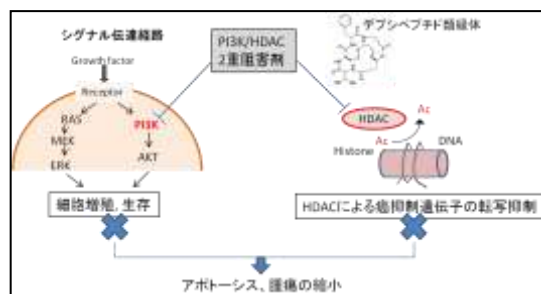 シグナル伝達経路
Growth factor
Receptor
RAS
PI3K
MEK
AKT
ERK
細胞増殖、生存
PI3K/HDAC
2重阻害剤
デプシペプチド類縁体
HDAC
Ac
Ac
Histone
DNA
HDACによる癌抑制遺伝子の転写抑制
アポトーシス、腫瘍の縮小